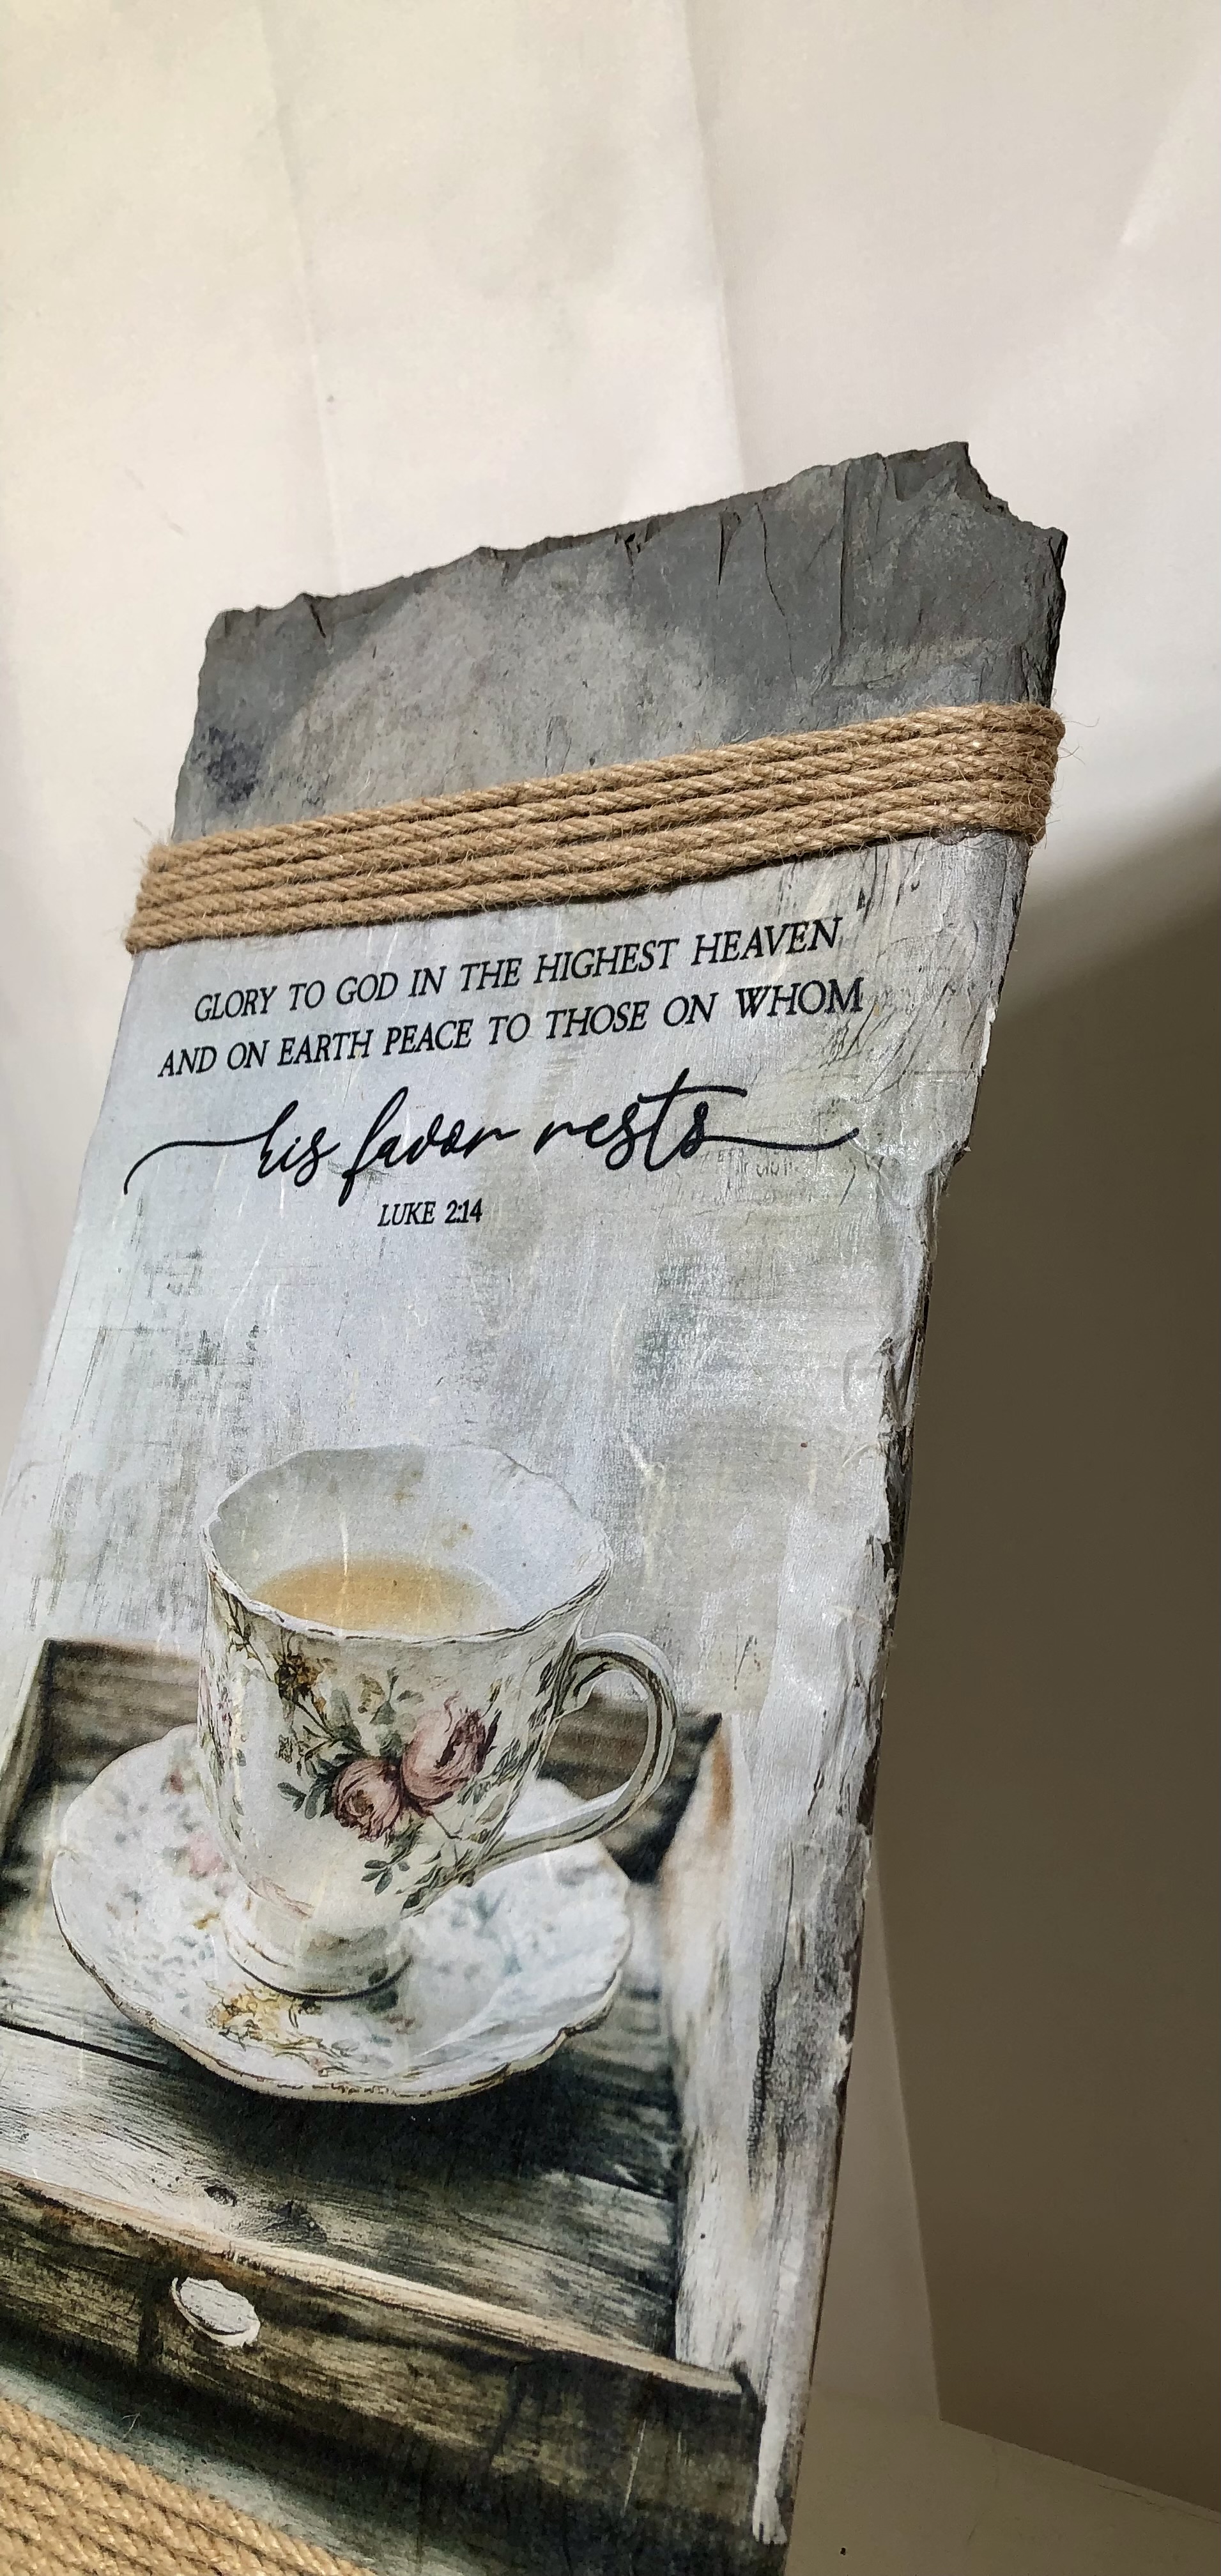 GLORY TO GOD IN THE HIGHEST HEAVEN
AND ON EARTH PEACE TO THOSE ON WHOM
his favor rests
LUKE 2:14